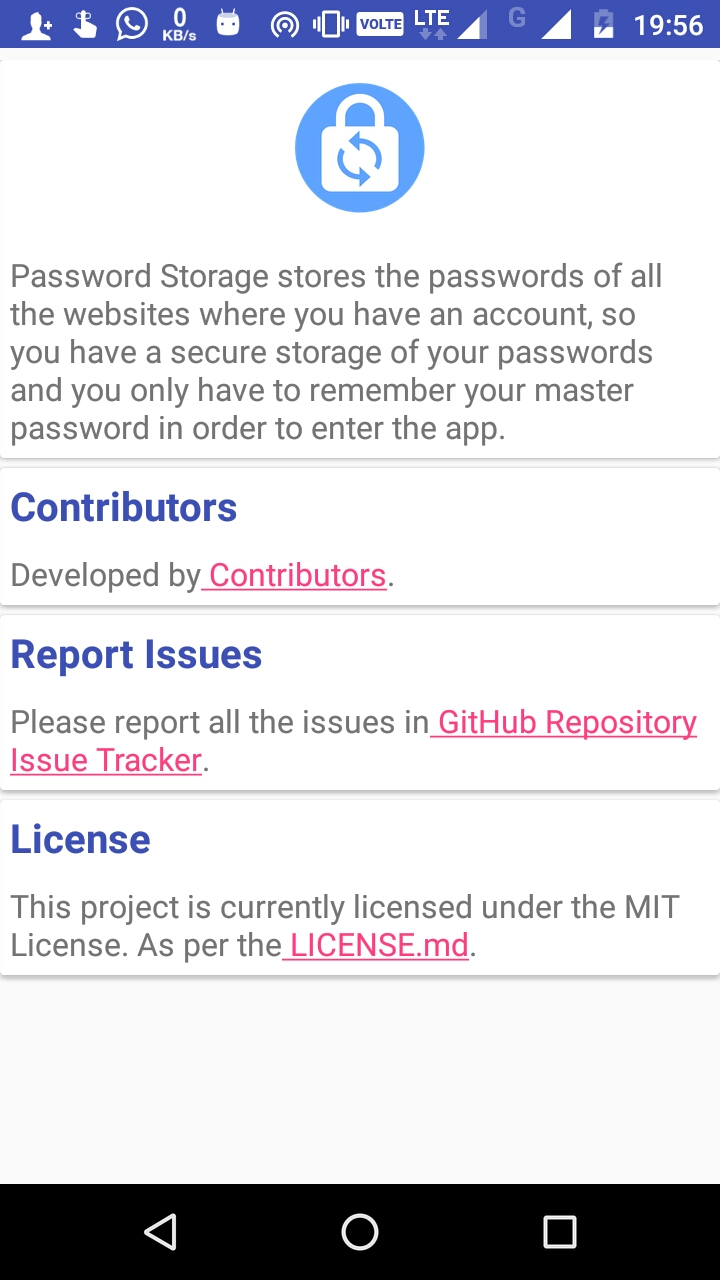 0 KB/s VOLTE LTE G 19:56
Password Storage stores the passwords of all
the websites where you have an account, so
you have a secure storage of your passwords
and you only have to remember your master
password in order to enter the app.
Contributors
Developed by Contributors.
Report Issues
Please report all the issues in GitHub Repository
Issue Tracker.
License
This project is currently licensed under the MIT
License. As per the LICENSE.md.